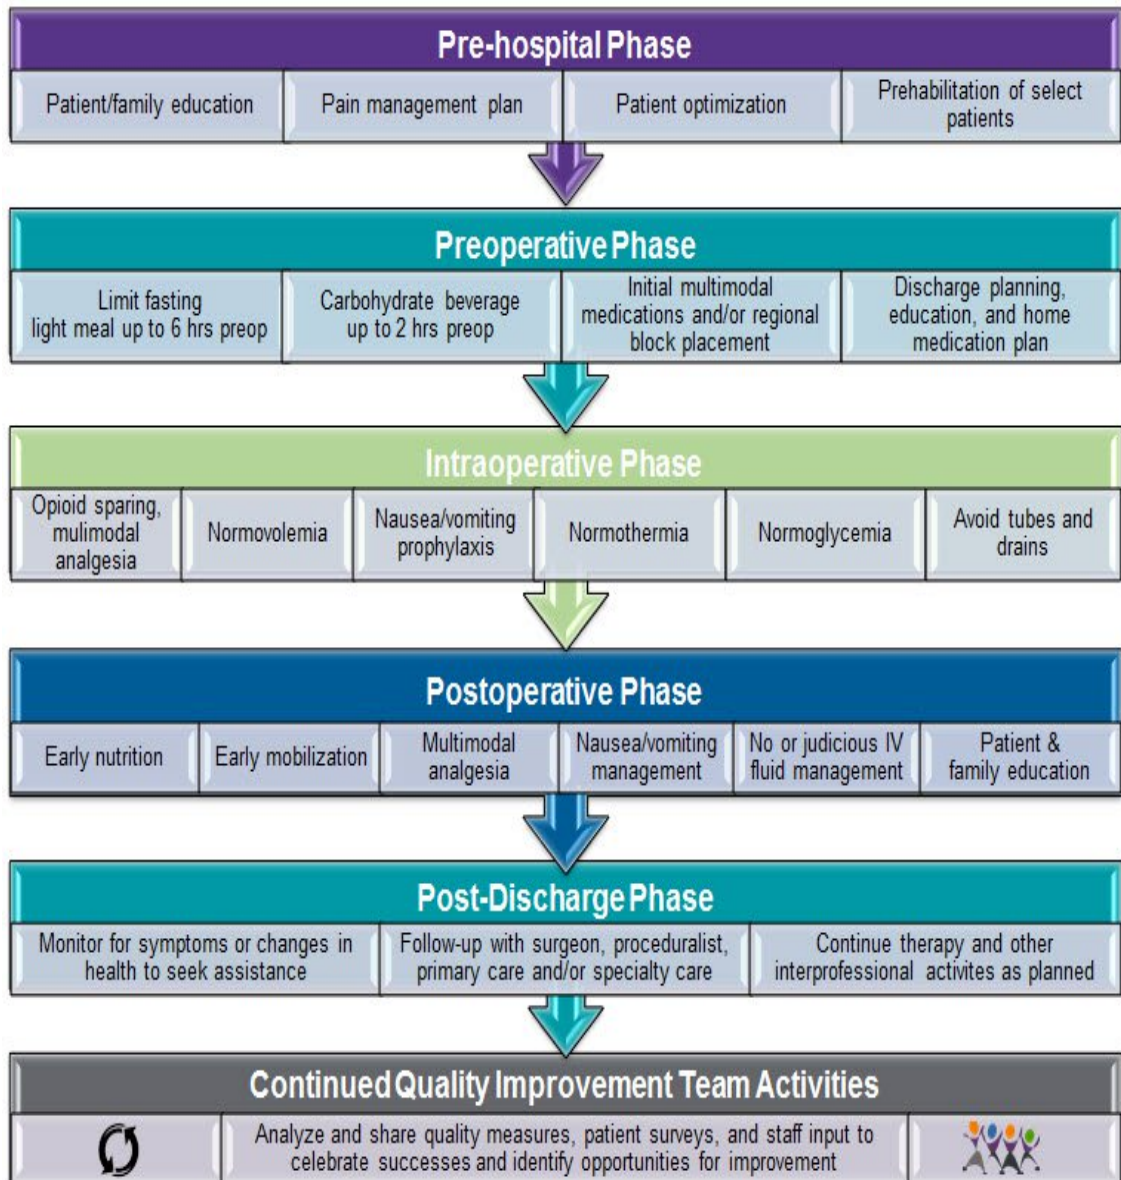 Pre-hospital Phase
Patient/family education
Pain management plan
Patient optimization
Prehabilitation of select
patients
Preoperative Phase
Limit fasting
light meal up to 6 hrs preop
Carbohydrate beverage
up to 2 hrs preop
Initial multimodal
medications and/or regional
block placement
Discharge planning,
education, and home
medication plan
Intraoperative Phase
Opioid sparing,
mulimodal
analgesia
Normovolemia
Nausea/vomiting
prophylaxis
Normothermia
Normoglycemia
Avoid tubes and
drains
Postoperative Phase
Early nutrition
Early mobilization
Multimodal
analgesia
Nausea/vomiting
management
No or judicious IV
fluid management
Patient &
family education
Post-Discharge Phase
Monitor for symptoms or changes in
health to seek assistance
Follow-up with surgeon, proceduralist,
primary care and/or specialty care
Continue therapy and other
interprofessional activites as planned
Continued Quality Improvement Team Activities
Analyze and share quality measures, patient surveys, and staff input to
celebrate successes and identify opportunities for improvement